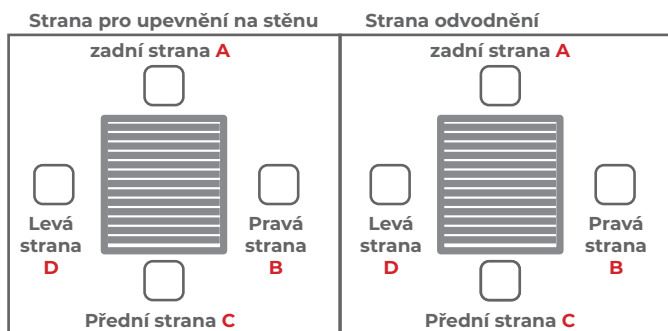 Strana pro upevnění na stěnu
Strana odvodnění
zadní strana A
Levá
strana
D
Pravá
strana
B
Přední strana C
zadní strana A
Levá
strana
D
Pravá
strana
B
Přední strana C